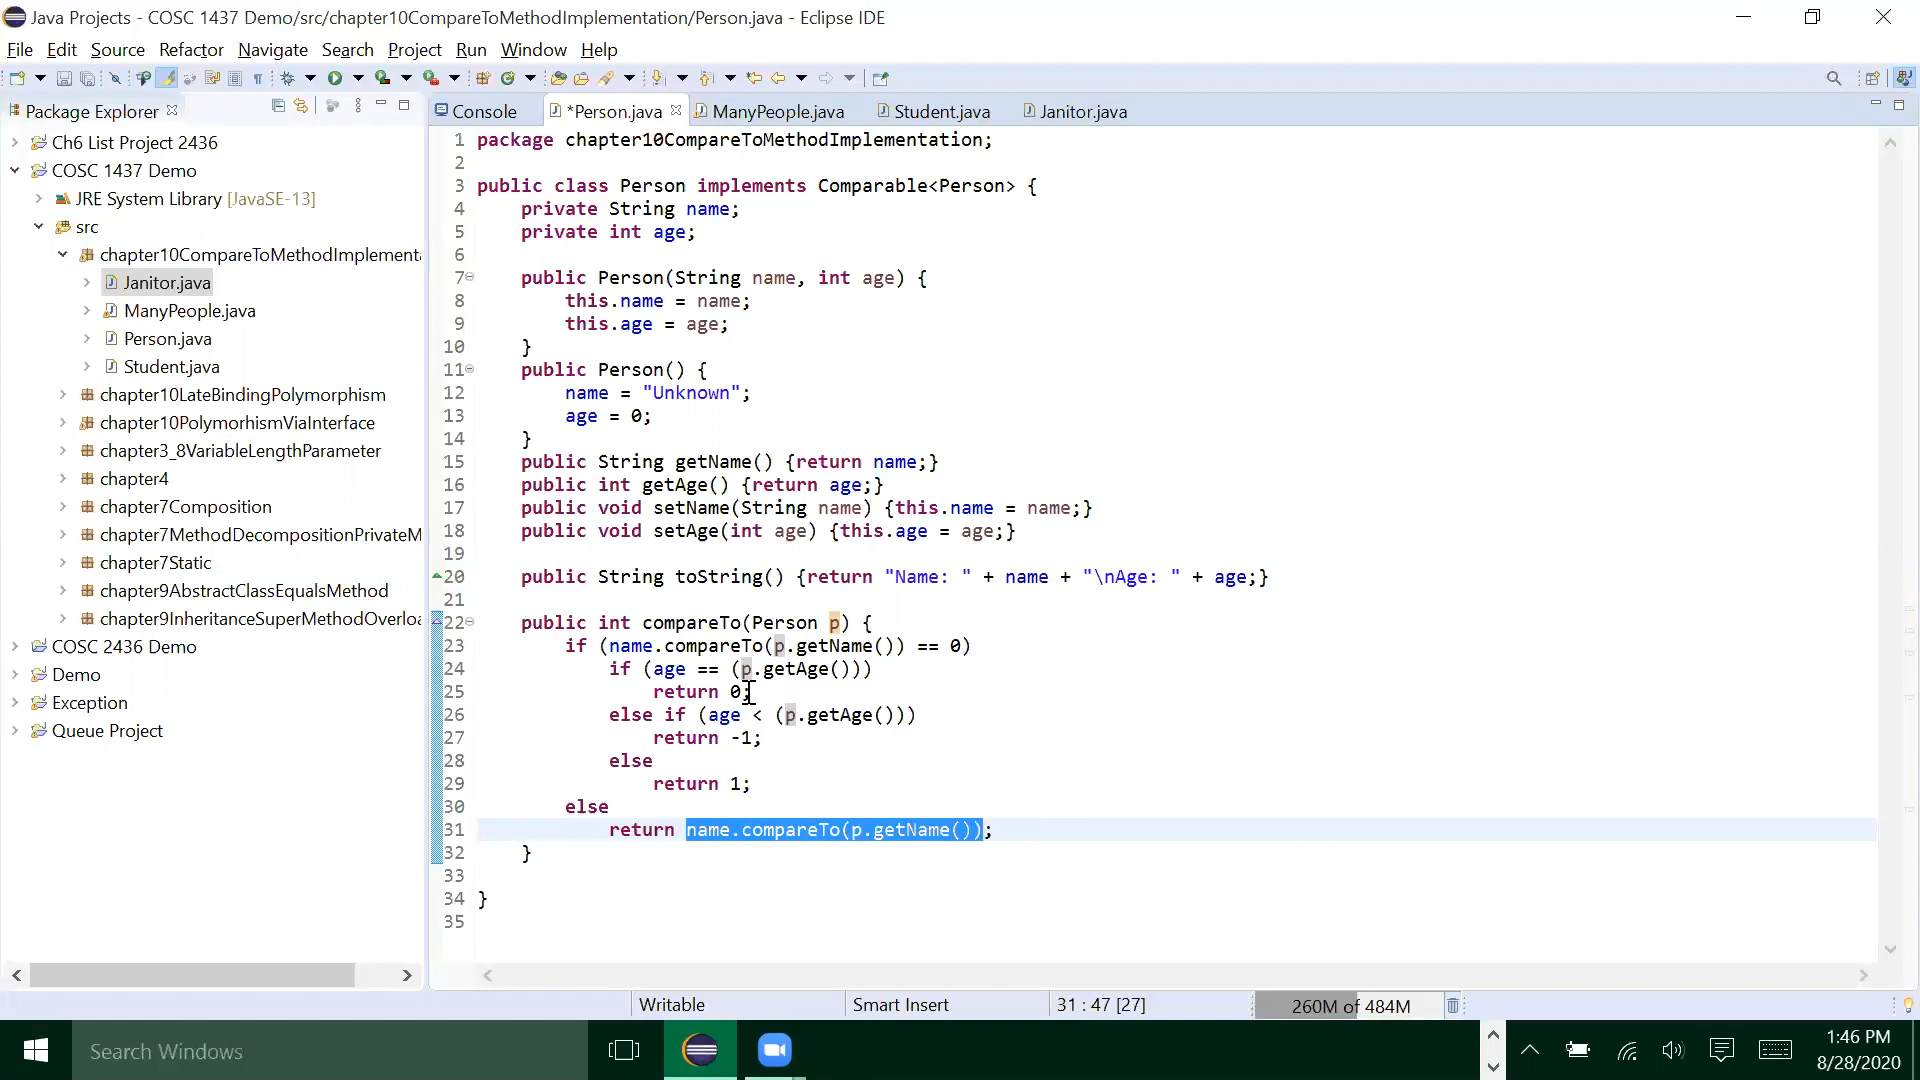 Java Projects - COSC 1437 Demo/src/chapter10CompareToMethodImplementation/Person.java - Eclipse IDE
File Edit Source Refactor Navigate Search Project Run Window Help
Package Explorer
Ch6 List Project 2436
COSC 1437 Demo
JRE System Library [JavaSE-13]
src
chapter10CompareToMethodImplementa
Janitor.java
ManyPeople.java
Person.java
Student.java
chapter10LateBindingPolymorphism
chapter10PolymorhismViaInterface
chapter3_8VariableLengthParameter
chapter4
chapter7Composition
chapter7MethodDecompositionPrivateM
chapter7Static
chapter9AbstractClassEqualsMethod
chapter9InheritanceSuperMethodOverloa
COSC 2436 Demo
Demo
Exception
Queue Project
Console *Person.java ManyPeople.java Student.java Janitor.java
1 package chapter10CompareToMethodImplementation;
2
3 public class Person implements Comparable<Person> {
4 private String name;
5 private int age;
6
7 public Person(String name, int age) {
8 this.name = name;
9 this.age = age;
10 }
11 public Person() {
12 name = "Unknown";
13 age = 0;
14 }
15 public String getName() {return name;}
16 public int getAge() {return age;}
17 public void setName(String name) {this.name = name;}
18 public void setAge(int age) {this.age = age;}
19
20 public String toString() {return "Name: " + name + "\nAge: " + age;}
21
22 public int compareTo(Person p) {
23 if (name.compareTo(p.getName()) == 0)
24 if (age == (p.getAge()))
25 return 0;
26 else if (age < (p.getAge()))
27 return -1;
28 else
29 return 1;
30 else
31 return name.compareTo(p.getName());
32 }
33
34 }
35
Writable Smart Insert 31 : 47 [27] 260M of 484M
Search Windows
1:46 PM
8/28/2020